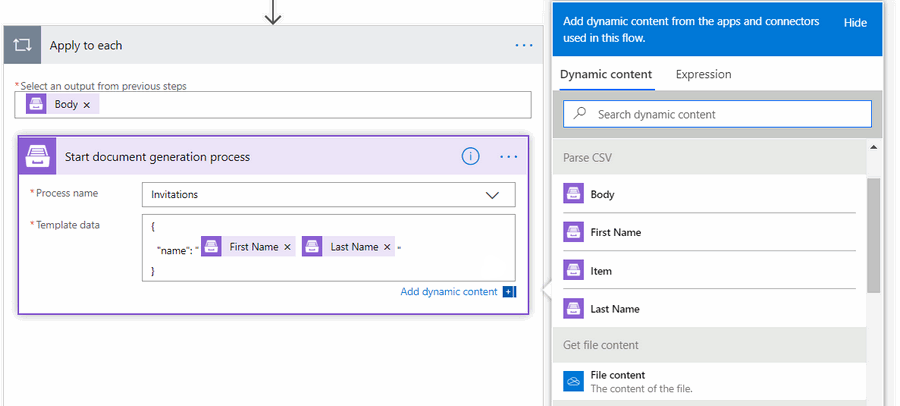 Apply to each
...
*Select an output from previous steps
Body ×
Start document generation process
...
*Process name
Invitations
*Template data
{
"name": " First Name × Last Name × "
}
Add dynamic content
Add dynamic content from the apps and connectors
used in this flow.
Hide
Dynamic content Expression
Search dynamic content
Parse CSV
Body
First Name
Item
Last Name
Get file content
File content
The content of the file.